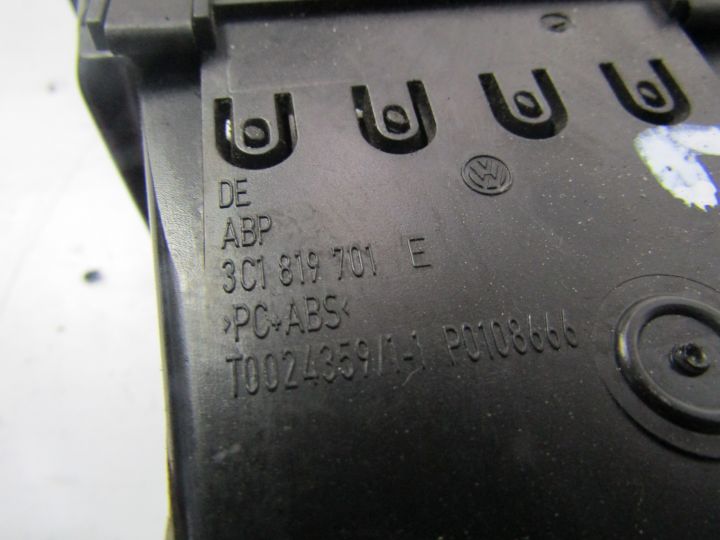 DE
ABP
3C1 819 701 E
>PC+ABS<
T0024359/1-1 P0108666